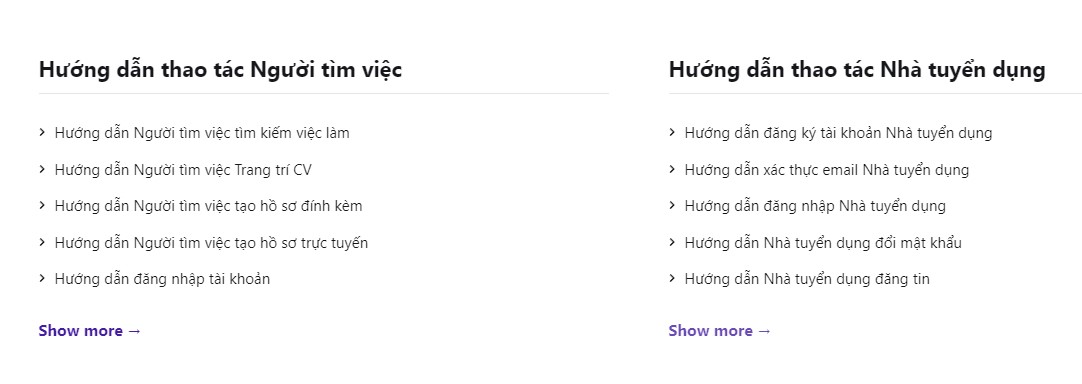 Hướng dẫn thao tác Người tìm việc
Hướng dẫn Người tìm việc tìm kiếm việc làm
Hướng dẫn Người tìm việc Trang trí CV
Hướng dẫn Người tìm việc tạo hồ sơ đính kèm
Hướng dẫn Người tìm việc tạo hồ sơ trực tuyến
Hướng dẫn đăng nhập tài khoản
Show more →
Hướng dẫn thao tác Nhà tuyển dụng
Hướng dẫn đăng ký tài khoản Nhà tuyển dụng
Hướng dẫn xác thực email Nhà tuyển dụng
Hướng dẫn đăng nhập Nhà tuyển dụng
Hướng dẫn Nhà tuyển dụng đổi mật khẩu
Hướng dẫn Nhà tuyển dụng đăng tin
Show more →